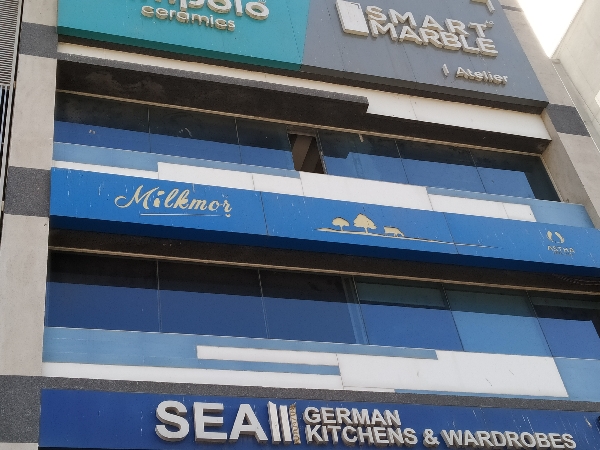 ceramics
SMART
MARBLE
Atelier
Milkmor
SEA
GERMAN
KITCHENS & WARDROBES